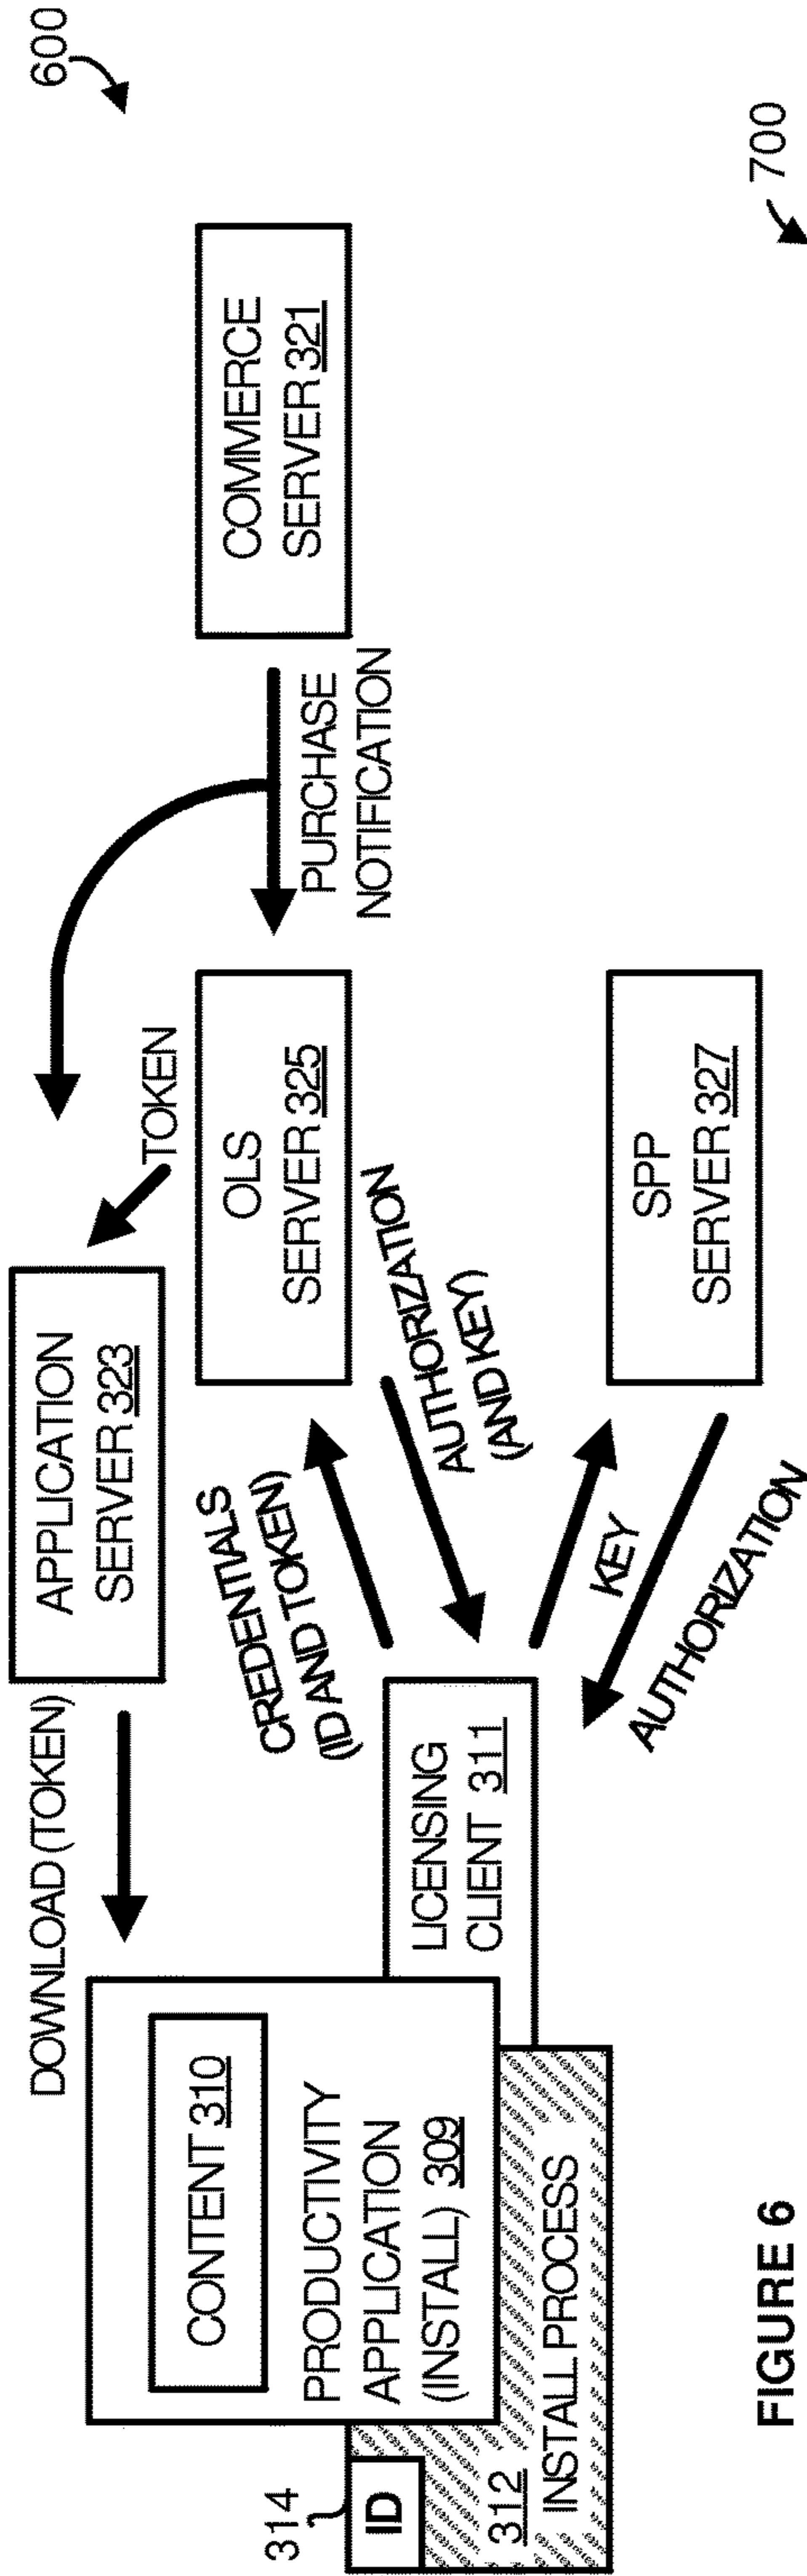 600
DOWNLOAD (TOKEN)
APPLICATION
SERVER 323
TOKEN
COMMERCE
SERVER 321
PURCHASE
NOTIFICATION
OLS
SERVER 325
CREDENTIALS
(ID AND TOKEN)
AUTHORIZATION
(AND KEY)
CONTENT 310
PRODUCTIVITY
APPLICATION
(INSTALL) 309
LICENSING
CLIENT 311
314
ID
312
INSTALL PROCESS
KEY
AUTHORIZATION
SPP
SERVER 327
FIGURE 6
700